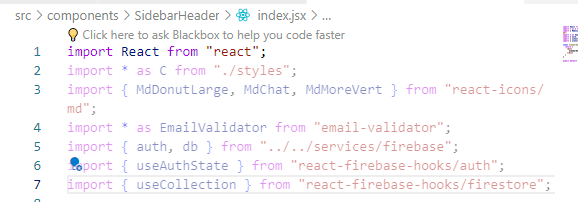 src > components > SidebarHeader > index.jsx > ...
Click here to ask Blackbox to help you code faster
1 import React from "react";
2 import * as C from "./styles";
3 import { MdDonutLarge, MdChat, MdMoreVert } from "react-icons/
md";
4 import * as EmailValidator from "email-validator";
5 import { auth, db } from "../../services/firebase";
6 import { useAuthState } from "react-firebase-hooks/auth";
7 import { useCollection } from "react-firebase-hooks/firestore";